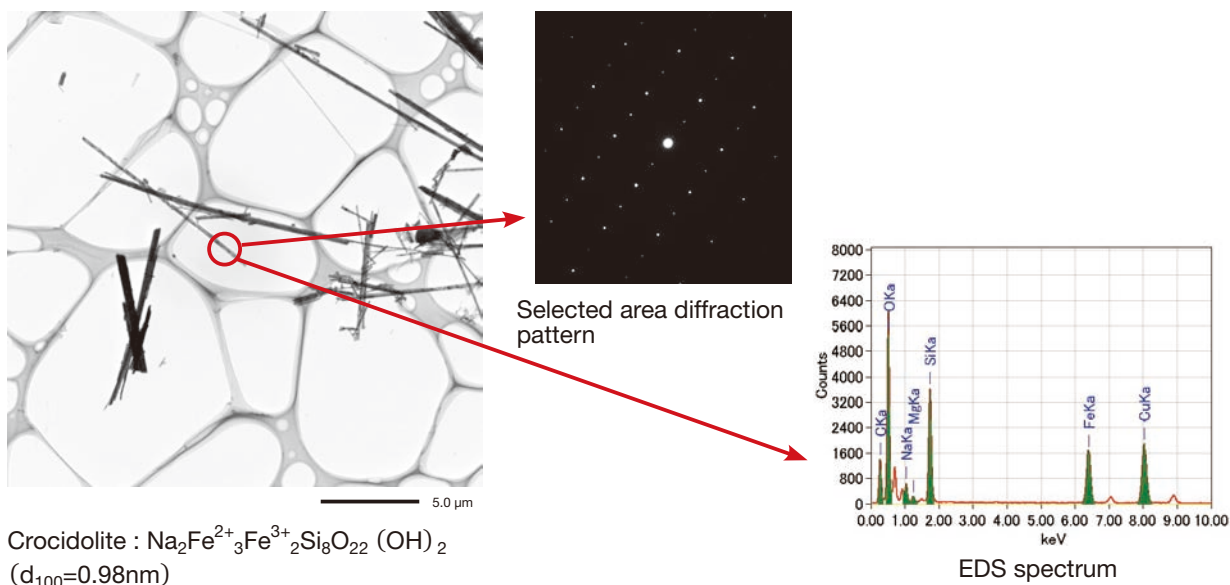 5.0 µm
Crocidolite : Na₂Fe²⁺₃Fe³⁺₂Si₈O₂₂ (OH) ₂
(d₁₀₀=0.98nm)
Selected area diffraction
pattern
8000
7200
6400
5600
4800
4000
3200
2400
1600
800
0
Counts
CKa
OKa
NaKa
MgKa
SiKa
FeKa
CuKa
0.00 1.00 2.00 3.00 4.00 5.00 6.00 7.00 8.00 9.00 10.00
keV
EDS spectrum